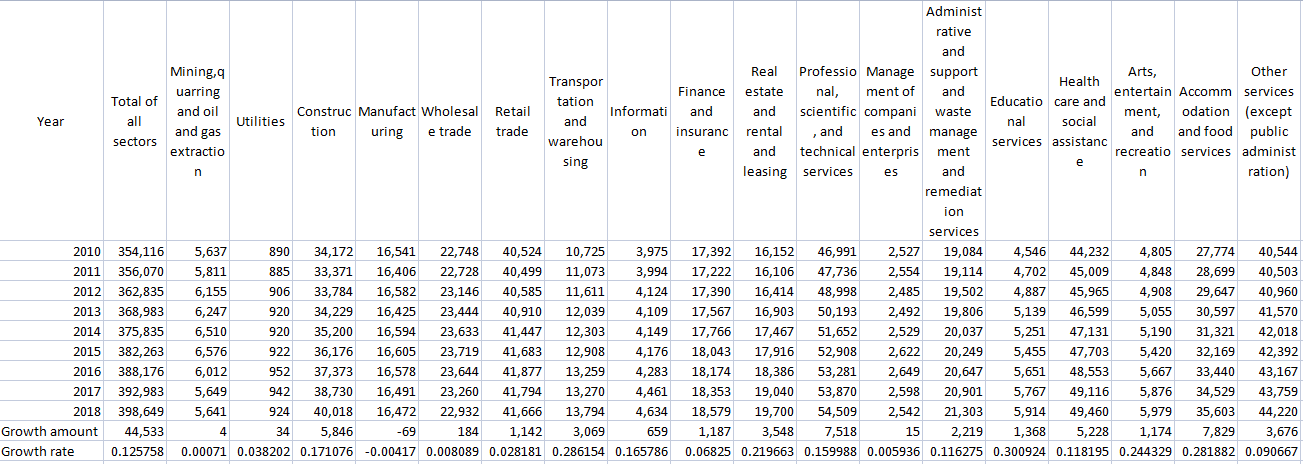 Year Total of all sectors Mining,quarring and oil and gas extraction Utilities Construction Manufacturing Wholesale trade Retail trade Transportation and warehousing Information Finance and insurance Real estate and rental and leasing Professional, scientific, and technical services Management of companies and enterprises Administrative and support and waste management and remediation services Educational services Health care and social assistance Arts, entertainment, and recreation Accommodation and food services Other services (except public administration)
2010 354,116 5,637 890 34,172 16,541 22,748 40,524 10,725 3,975 17,392 16,152 46,991 2,527 19,084 4,546 44,232 4,805 27,774 40,544
2011 356,070 5,811 885 33,371 16,406 22,728 40,499 11,073 3,994 17,222 16,106 47,736 2,554 19,114 4,702 45,009 4,848 28,699 40,503
2012 362,835 6,155 906 33,784 16,582 23,146 40,585 11,611 4,124 17,390 16,414 48,998 2,485 19,502 4,887 45,965 4,908 29,647 40,960
2013 368,983 6,247 920 34,229 16,425 23,444 40,910 12,039 4,109 17,567 16,903 50,193 2,492 19,806 5,139 46,599 5,055 30,597 41,570
2014 375,835 6,510 920 35,200 16,594 23,633 41,447 12,303 4,149 17,766 17,467 51,652 2,529 20,037 5,251 47,131 5,190 31,321 42,018
2015 382,263 6,576 922 36,176 16,605 23,719 41,683 12,908 4,176 18,043 17,916 52,908 2,622 20,249 5,455 47,703 5,420 32,169 42,392
2016 388,176 6,012 952 37,373 16,578 23,644 41,877 13,259 4,283 18,174 18,386 53,281 2,649 20,647 5,651 48,553 5,667 33,440 43,167
2017 392,983 5,649 942 38,730 16,491 23,260 41,794 13,270 4,461 18,353 19,040 53,870 2,598 20,901 5,767 49,116 5,876 34,529 43,759
2018 398,649 5,641 924 40,018 16,472 22,932 41,666 13,794 4,634 18,579 19,700 54,509 2,542 21,303 5,914 49,460 5,979 35,603 44,220
Growth amount 44,533 4 34 5,846 -69 184 1,142 3,069 659 1,187 3,548 7,518 15 2,219 1,368 5,228 1,174 7,829 3,676
Growth rate 0.125758 0.00071 0.038202 0.171076 -0.00417 0.008089 0.028181 0.286154 0.165786 0.06825 0.219663 0.159988 0.005936 0.116275 0.300924 0.118195 0.244329 0.281882 0.090667